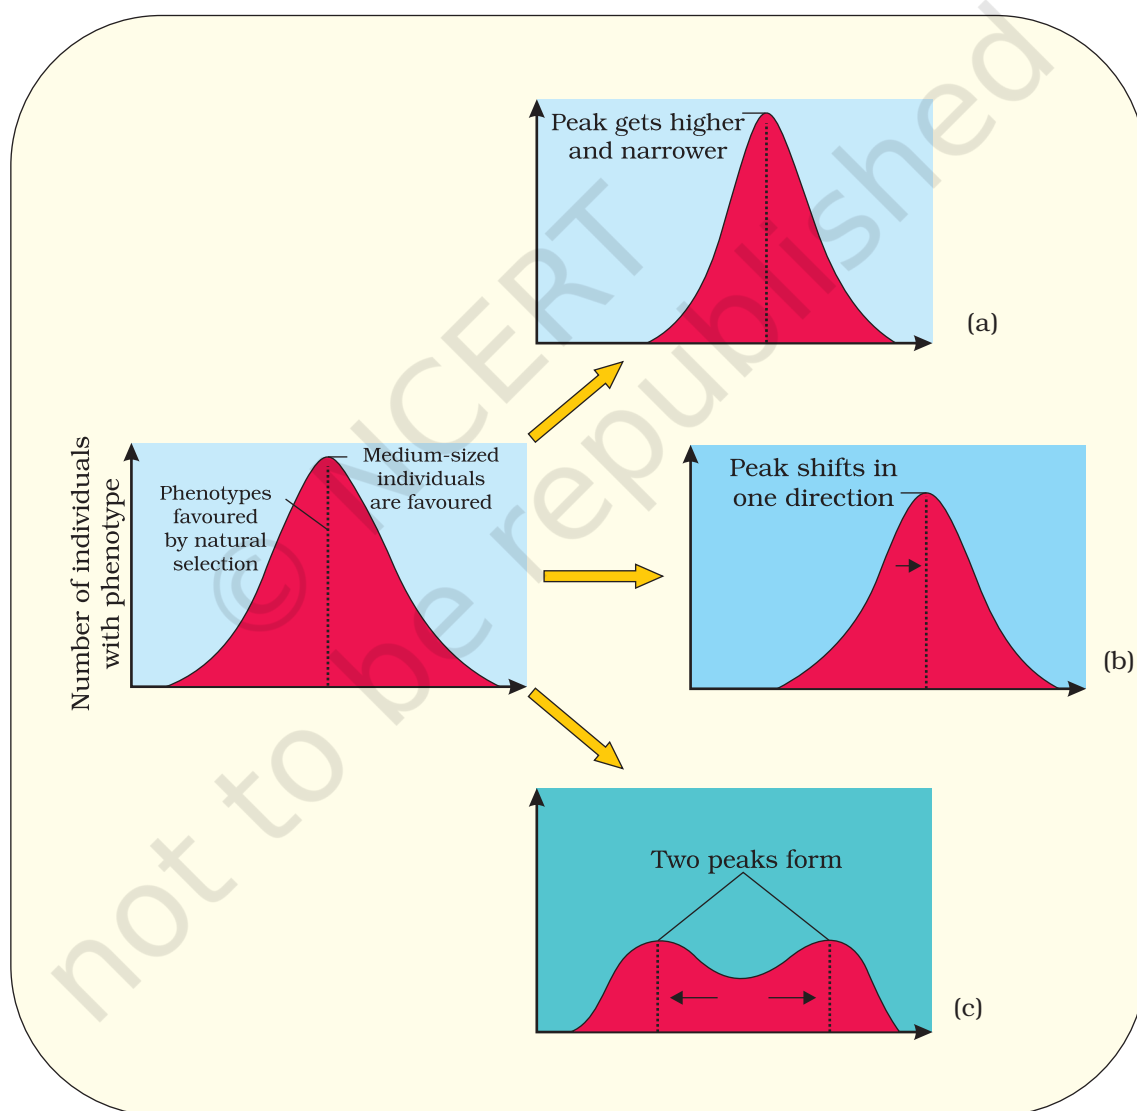 Peak gets higher
and narrower
(a)
Number of individuals
with phenotype
Phenotypes
favoured
by natural
selection
Medium-sized
individuals
are favoured
Peak shifts in
one direction
(b)
Two peaks form
(c)
© NCERT
not to be republished